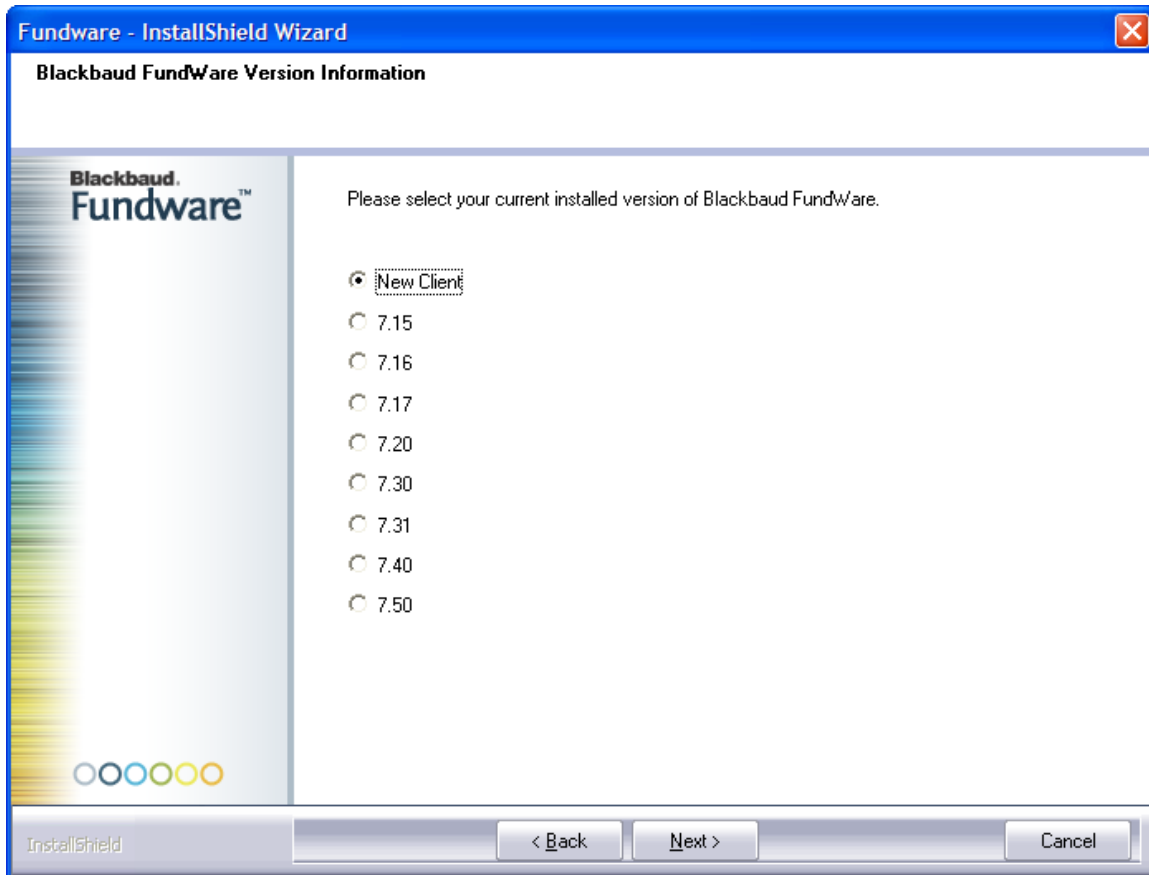 Fundware - InstallShield Wizard
Blackbaud FundWare Version Information
Blackbaud.
Fundware™
Please select your current installed version of Blackbaud FundWare.
New Client
7.15
7.16
7.17
7.20
7.30
7.31
7.40
7.50
InstallShield
< Back
Next >
Cancel